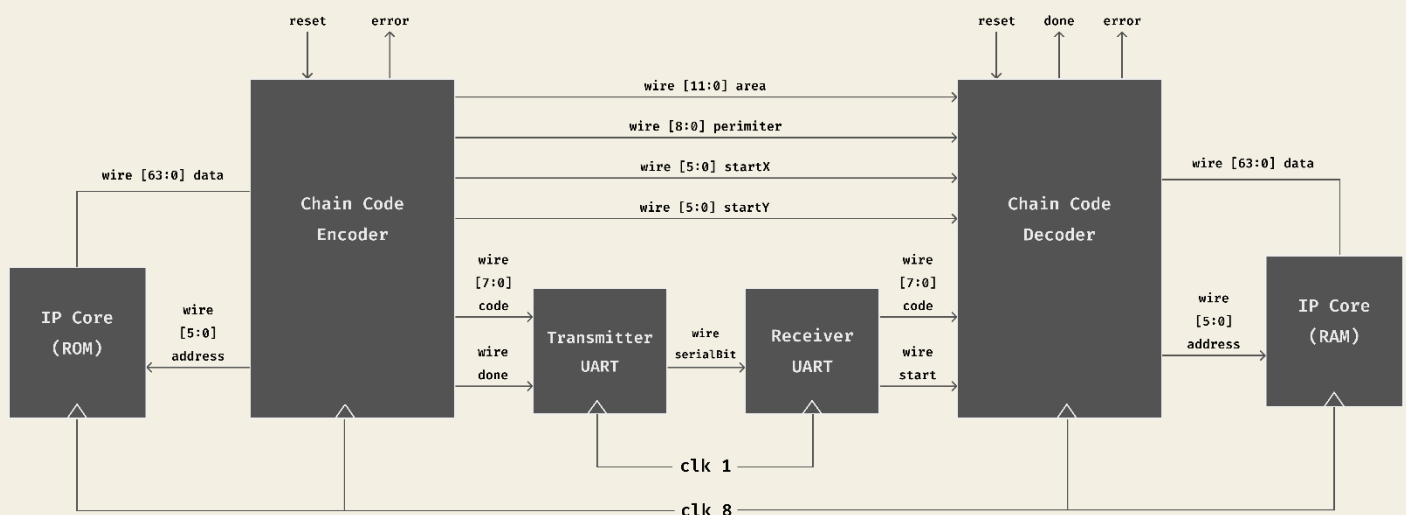 reset
error
reset
done
error
wire [11:0] area
wire [8:0] perimiter
wire [63:0] data
wire [5:0] startX
wire [63:0] data
Chain Code
Encoder
wire [5:0] startY
Chain Code
Decoder
wire
[7:0]
code
wire
[7:0]
code
IP Core
(ROM)
wire
[5:0]
address
Transmitter
UART
wire
serialBit
Receiver
UART
wire
[5:0]
address
IP Core
(RAM)
wire
done
wire
start
clk 1
clk 8